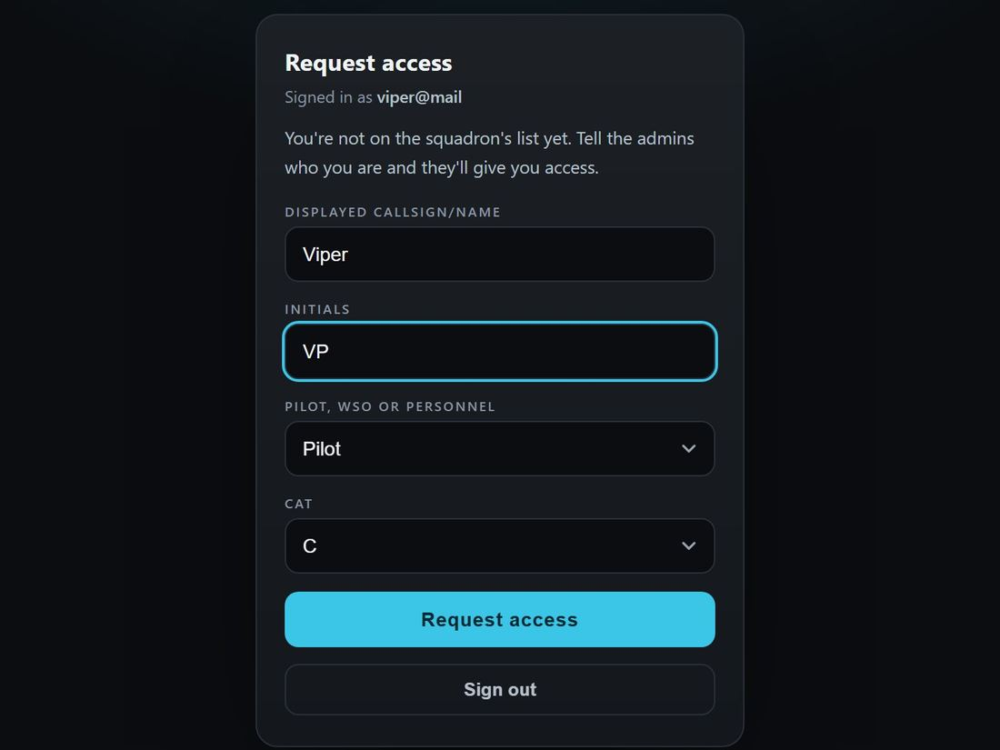 Request access
Signed in as viper@mail
You're not on the squadron's list yet. Tell the admins
who you are and they'll give you access.
DISPLAYED CALLSIGN/NAME
Viper
INITIALS
VP
PILOT, WSO OR PERSONNEL
Pilot
CAT
C
Request access
Sign out